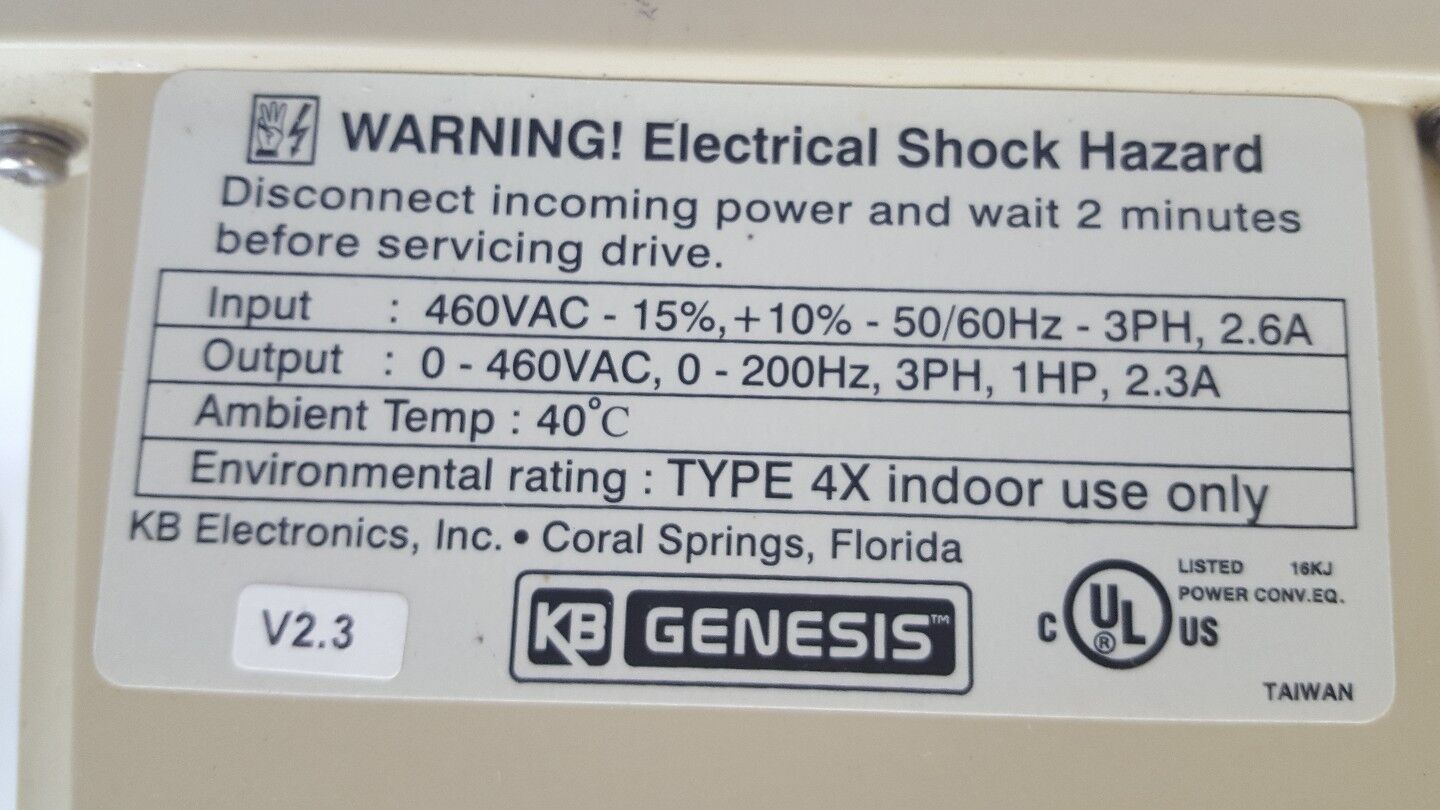 WARNING! Electrical Shock Hazard
Disconnect incoming power and wait 2 minutes
before servicing drive.
Input : 460VAC - 15%, +10% - 50/60Hz - 3PH, 2.6A
Output : 0 - 460VAC, 0 - 200Hz, 3PH, 1HP, 2.3A
Ambient Temp : 40°C
Environmental rating : TYPE 4X indoor use only
KB Electronics, Inc. • Coral Springs, Florida
V2.3
KB GENESIS™
C UL® US
LISTED 16KJ
POWER CONV.EQ.
TAIWAN